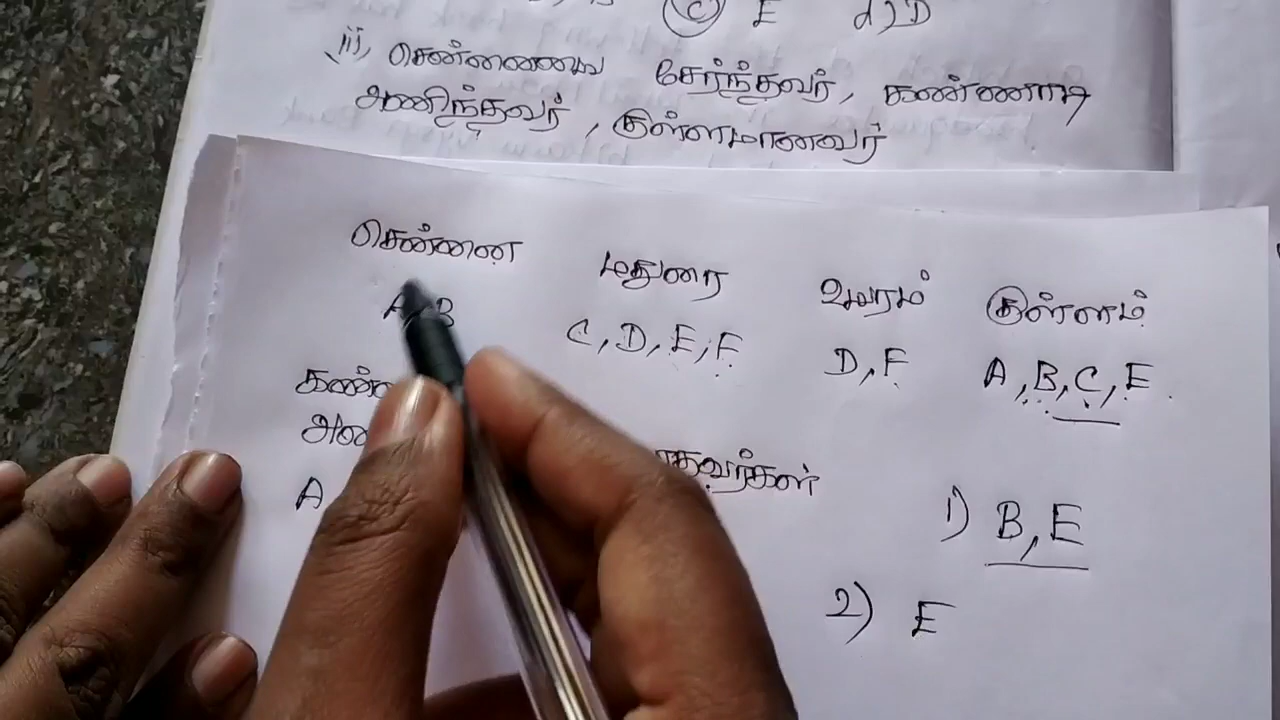 C) E d) D
iii, சென்னையை சேர்ந்தவர், கண்ணாடி
அணிந்தவர், குள்ளமானவர்
சென்னை மதுரை உயரம் குள்ளம்
A, B C, D, E, F D, F A, B, C, E
A
1) B, E
2) E